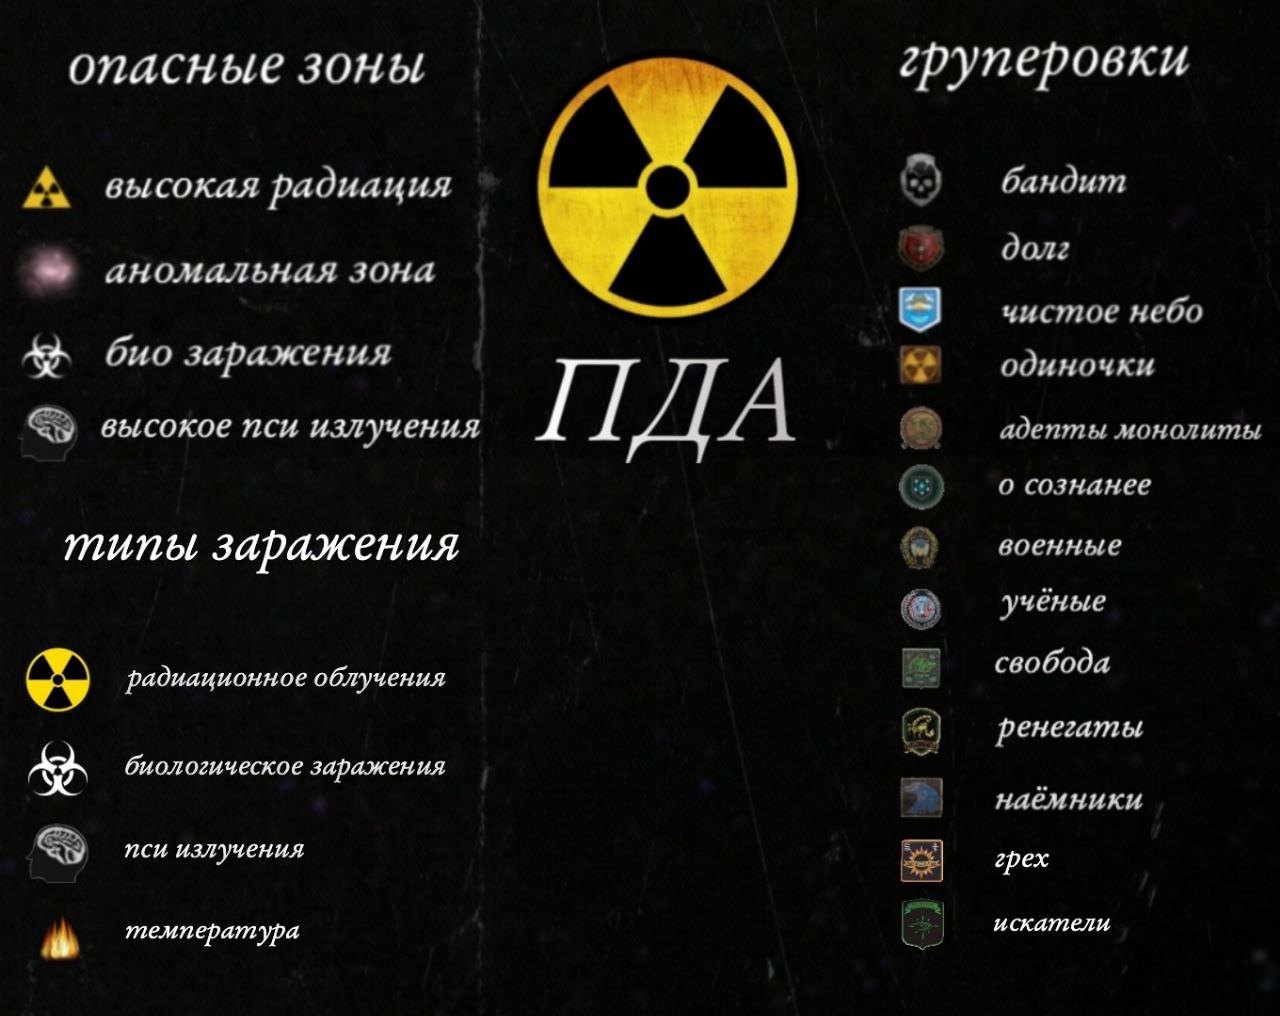 опасные зоны
высокая радиация
аномальная зона
био заражения
высокое пси излучения
типы заражения
радиационное облучения
биологическое заражения
пси излучения
температура
ПДА
груперовки
бандит
долг
чистое небо
одиночки
адепты монолиты
о сознанее
военные
учёные
свобода
ренегаты
наёмники
грех
искатели